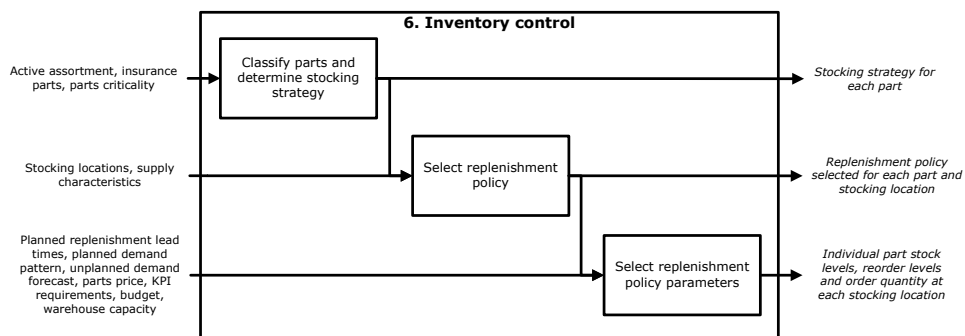 6. Inventory control
Active assortment, insurance
parts, parts criticality
Classify parts and
determine stocking
strategy
Stocking strategy for
each part
Stocking locations, supply
characteristics
Select replenishment
policy
Replenishment policy
selected for each part and
stocking location
Planned replenishment lead
times, planned demand
pattern, unplanned demand
forecast, parts price, KPI
requirements, budget,
warehouse capacity
Select replenishment
policy parameters
Individual part stock
levels, reorder levels
and order quantity at
each stocking location